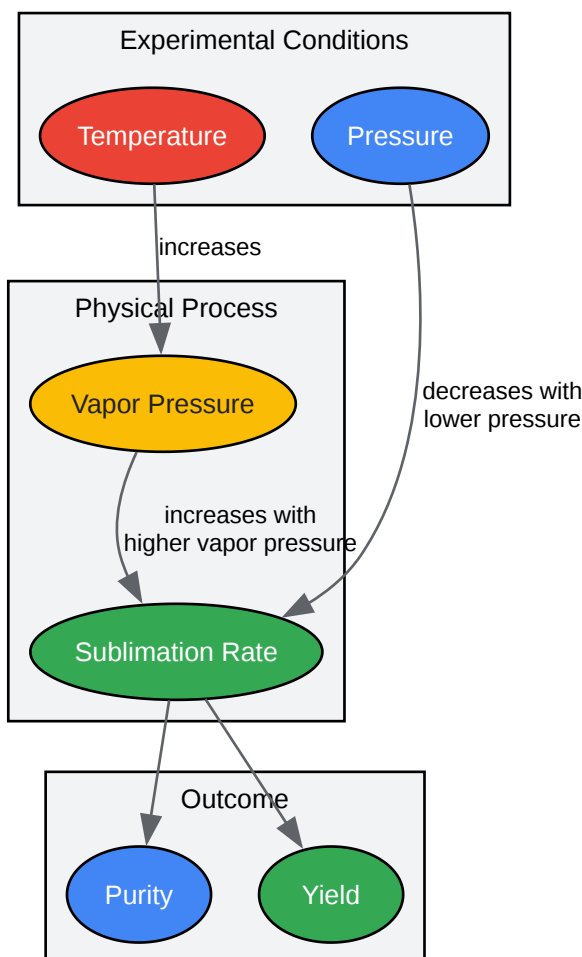 Experimental Conditions
Temperature
Pressure
increases
Physical Process
Vapor Pressure
decreases with
lower pressure
increases with
higher vapor pressure
Sublimation Rate
Outcome
Purity
Yield